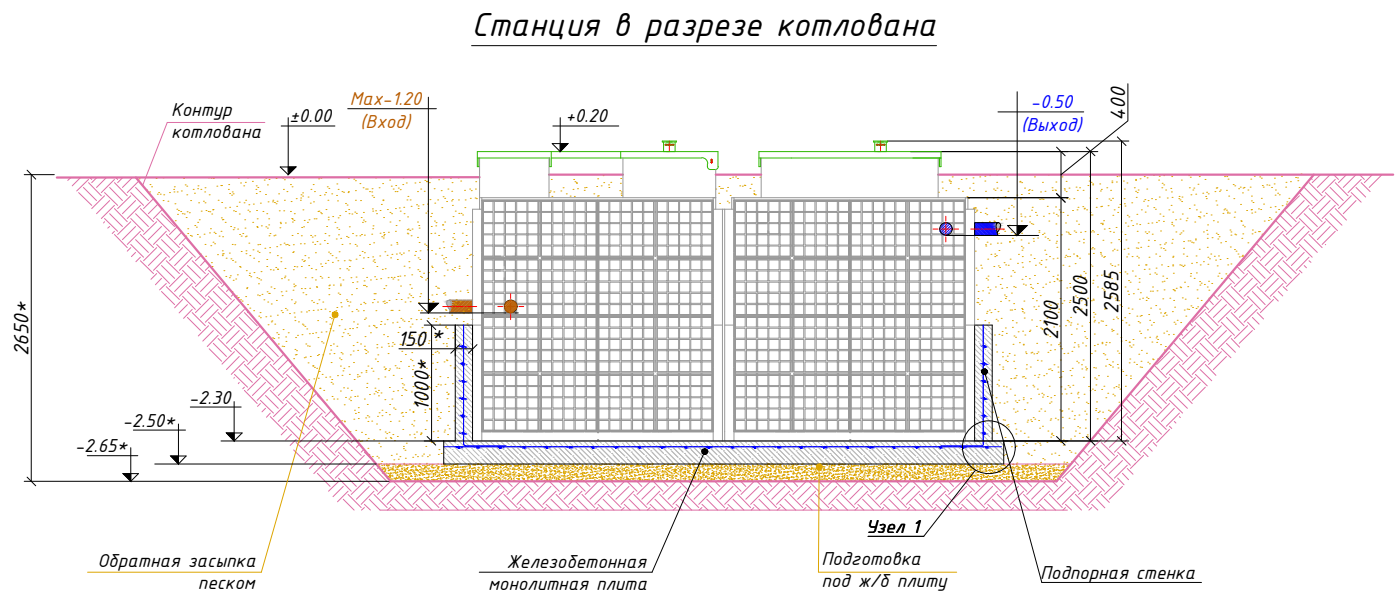 Станция в разрезе котлована
Контур
котлована
±0.00
Max-1.20
(Вход)
+0.20
-0.50
(Выход)
400
2650*
150*
1000*
2100
2500
2585
-2.30
-2.50*
-2.65*
Узел 1
Обратная засыпка
песком
Железобетонная
монолитная плита
Подготовка
под ж/б плиту
Подпорная стенка